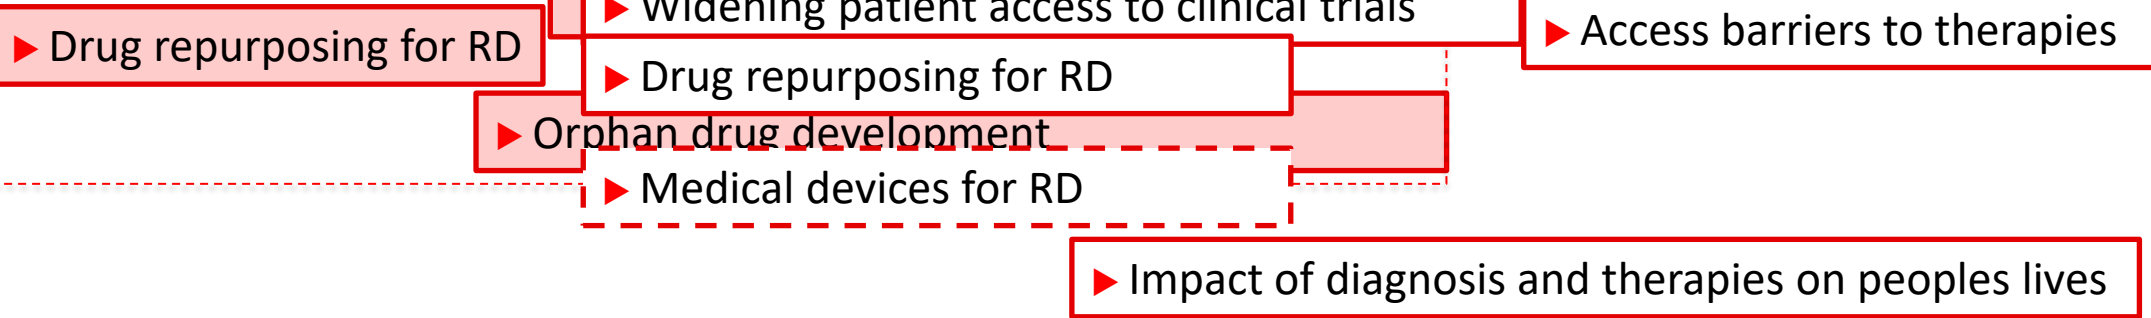 ▶ Widening patient access to clinical trials
▶ Access barriers to therapies
▶ Drug repurposing for RD
▶ Drug repurposing for RD
▶ Orphan drug development
▶ Medical devices for RD
▶ Impact of diagnosis and therapies on peoples lives